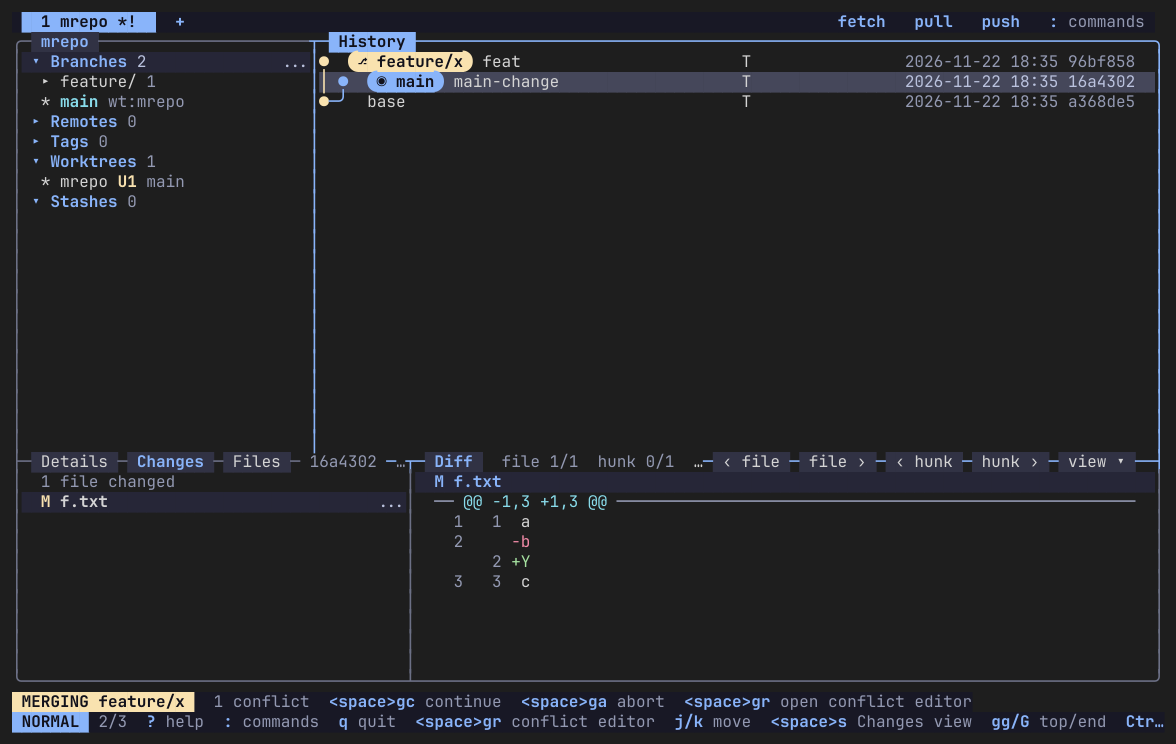 1 mrepo *! + fetch pull push : commands
mrepo History
▾ Branches 2 ... ⎇ feature/x feat T 2026-11-22 18:35 96bf858
▸ feature/ 1 ◉ main main-change T 2026-11-22 18:35 16a4302
* main wt:mrepo base T 2026-11-22 18:35 a368de5
▸ Remotes 0
▸ Tags 0
▾ Worktrees 1
* mrepo U1 main
▾ Stashes 0
Details Changes Files 16a4302 … Diff file 1/1 hunk 0/1 … ‹ file file › ‹ hunk hunk › view ▾
1 file changed M f.txt
M f.txt ... @@ -1,3 +1,3 @@
1 1 a
2 -b
2 +Y
3 3 c
MERGING feature/x 1 conflict <space>gc continue <space>ga abort <space>gr open conflict editor
NORMAL 2/3 ? help : commands q quit <space>gr conflict editor j/k move <space>s Changes view gg/G top/end Ctr…